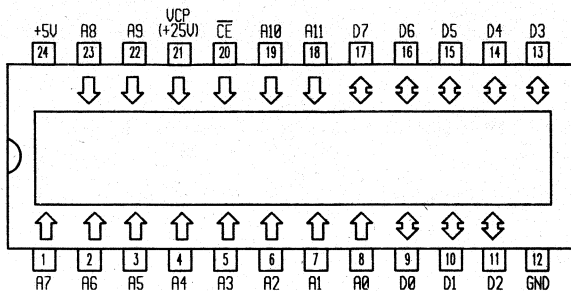 VCP
+5V A8 A9 (+25V) C̅E̅ A10 A11 D7 D6 D5 D4 D3
24 23 22 21 20 19 18 17 16 15 14 13
1 2 3 4 5 6 7 8 9 10 11 12
A7 A6 A5 A4 A3 A2 A1 A0 D0 D1 D2 GND